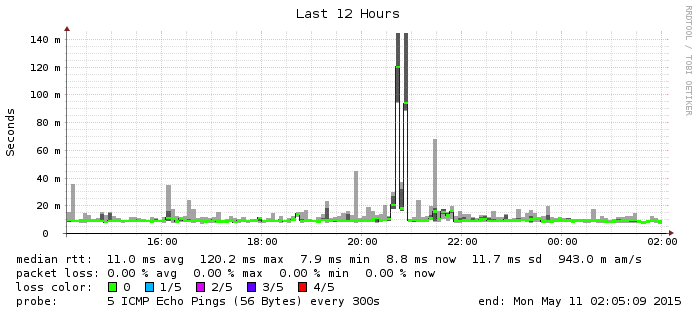 Last 12 Hours
RRDTOOL / TOBI OETIKER
Seconds
140 m
120 m
100 m
80 m
60 m
40 m
20 m
0
16:00 18:00 20:00 22:00 00:00 02:00
median rtt: 11.0 ms avg 120.2 ms max 7.9 ms min 8.8 ms now 11.7 ms sd 943.0 m am/s
packet loss: 0.00 % avg 0.00 % max 0.00 % min 0.00 % now
loss color: 0 1/5 2/5 3/5 4/5
probe: 5 ICMP Echo Pings (56 Bytes) every 300s end: Mon May 11 02:05:09 2015